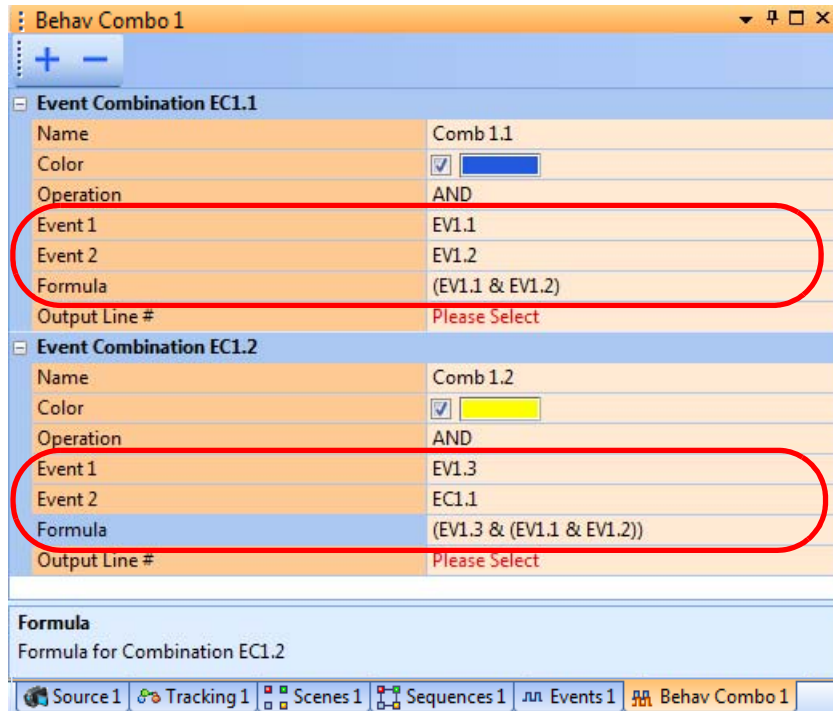 Behav Combo 1
Event Combination EC1.1
Name Comb 1.1
Color
Operation AND
Event 1 EV1.1
Event 2 EV1.2
Formula (EV1.1 & EV1.2)
Output Line # Please Select
Event Combination EC1.2
Name Comb 1.2
Color
Operation AND
Event 1 EV1.3
Event 2 EC1.1
Formula (EV1.3 & (EV1.1 & EV1.2))
Output Line # Please Select
Formula
Formula for Combination EC1.2
Source 1 Tracking 1 Scenes 1 Sequences 1 Events 1 Behav Combo 1